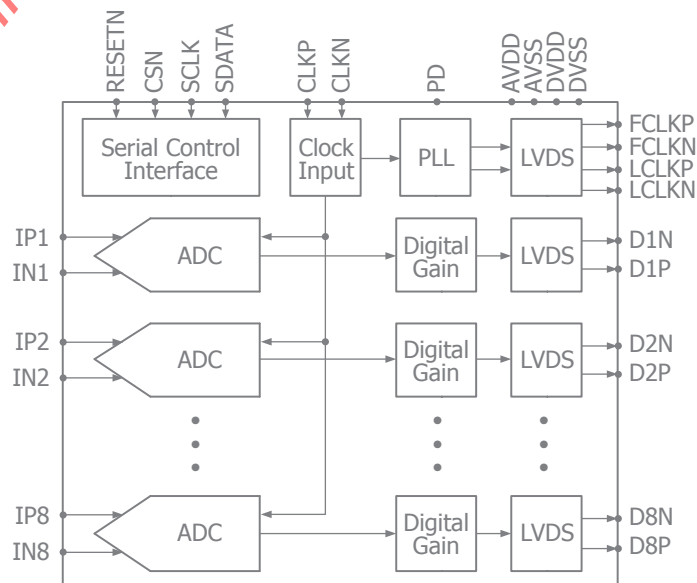 RESETN CSN SCLK SDATA CLKP CLKN PD AVDD AVSS DVDD DVSS
Serial Control
Interface
Clock
Input
PLL
LVDS
FCLKP
FCLKN
LCLKP
LCLKN
IP1
IN1
ADC
Digital
Gain
LVDS
D1N
D1P
IP2
IN2
ADC
Digital
Gain
LVDS
D2N
D2P
IP8
IN8
ADC
Digital
Gain
LVDS
D8N
D8P